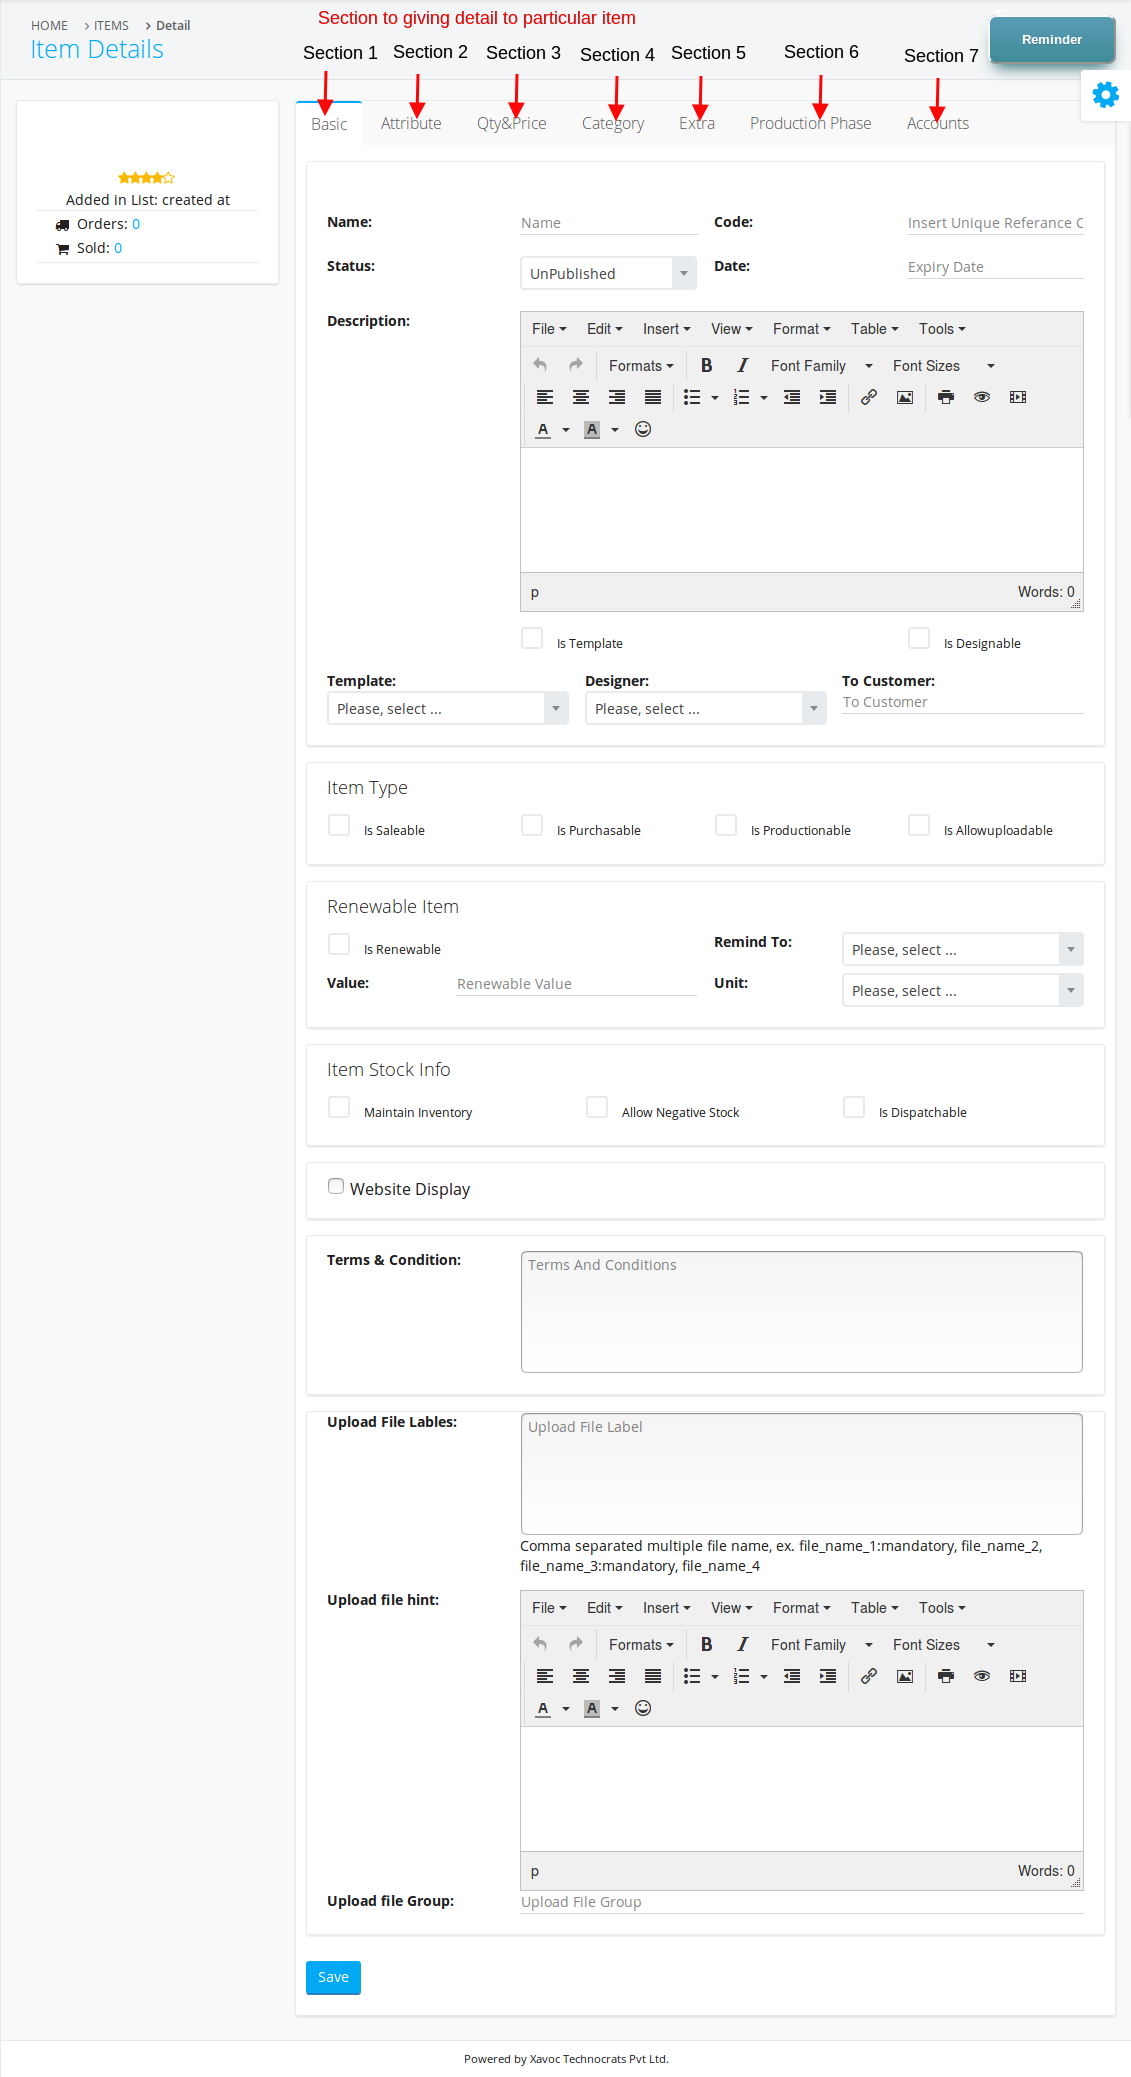 Section to giving detail to particular item
HOME > ITEMS > Detail
Item Details
Reminder
Section 1 Section 2 Section 3 Section 4 Section 5 Section 6 Section 7
Basic Attribute Qty&Price Category Extra Production Phase Accounts
Added in List: created at
Orders: 0
Sold: 0
Name: Name Code: Insert Unique Referance C
Status: UnPublished Date: Expiry Date
Description:
File Edit Insert View Format Table Tools
Formats B I Font Family Font Sizes
A A
p Words: 0
Is Template Is Designable
Template: Designer: To Customer:
Please, select ... Please, select ... To Customer
Item Type
Is Saleable Is Purchasable Is Productionable Is Allowuploadable
Renewable Item
Is Renewable Remind To: Please, select ...
Value: Renewable Value Unit: Please, select ...
Item Stock Info
Maintain Inventory Allow Negative Stock Is Dispatchable
Website Display
Terms & Condition: Terms And Conditions
Upload File Lables: Upload File Label
Comma separated multiple file name, ex. file_name_1:mandatory, file_name_2,
file_name_3:mandatory, file_name_4
Upload file hint:
File Edit Insert View Format Table Tools
Formats B I Font Family Font Sizes
A A
p Words: 0
Upload file Group: Upload File Group
Save
Powered by Xavoc Technocrats Pvt Ltd.